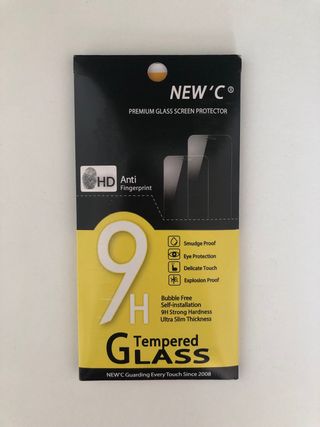 NEW'C ®
PREMIUM GLASS SCREEN PROTECTOR
HD Anti
Fingerprint
9H
Smudge Proof
Eye Protection
Delicate Touch
Explosion Proof
Bubble Free
Self-installation
9H Strong Hardness
Ultra Slim Thickness
Tempered
GLASS
NEW'C Guarding Every Touch Since 2008